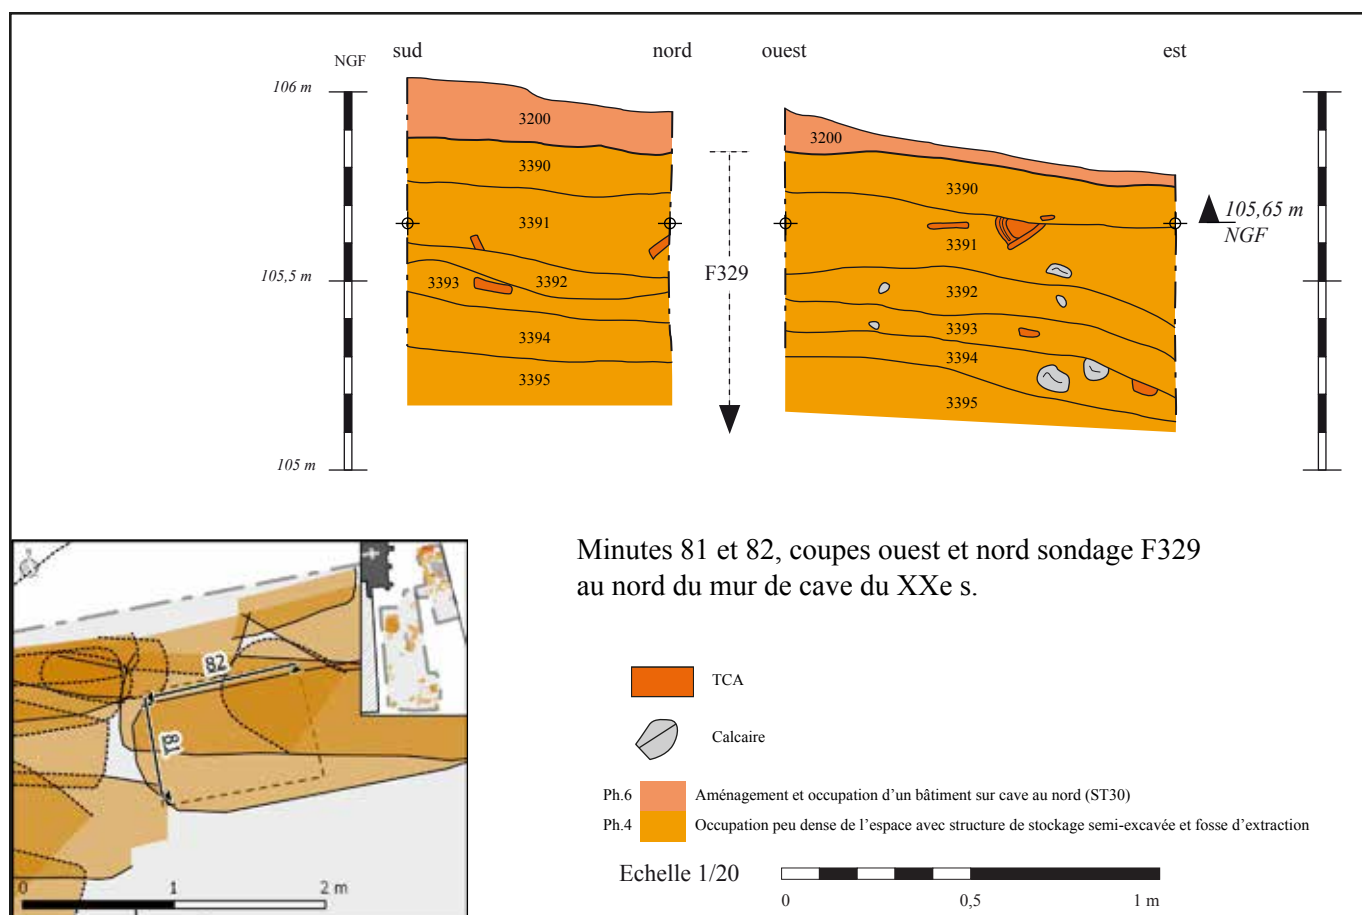 sud
nord
ouest
est
NGF
106 m
105,5 m
105 m
3200
3390
3391
3393
3392
3394
3395
F329
3200
3390
3391
3392
3393
3394
3395
105,65 m
NGF
82
81
0
1
2 m
Minutes 81 et 82, coupes ouest et nord sondage F329
au nord du mur de cave du XXe s.
TCA
Calcaire
Ph.6 Aménagement et occupation d’un bâtiment sur cave au nord (ST30)
Ph.4 Occupation peu dense de l’espace avec structure de stockage semi-excavée et fosse d’extraction
Echelle 1/20
0
0,5
1 m